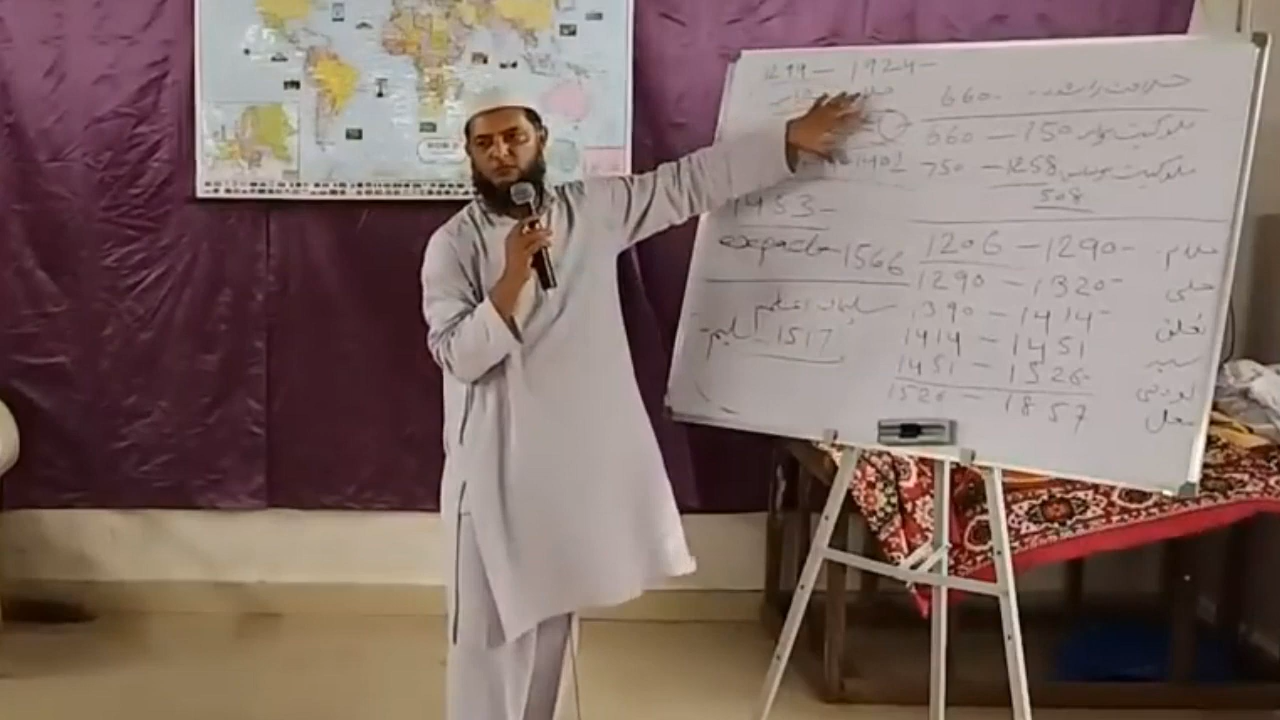 1299 – 1924 –
خلافت راشدہ – 660
660 – 750 ملوکیت بنو امیہ
750 – 1258 ملوکیت بنو عباس
508
1402
1453 –
1566
سلیمان اعظم
سلیم – 1517
1206 – 1290 – غلام
1290 – 1320 – خلجی
1390 – 1414 – تغلق
1414 – 1451 سید
1451 – 1526 – لودھی
1526 – 1857 مغل